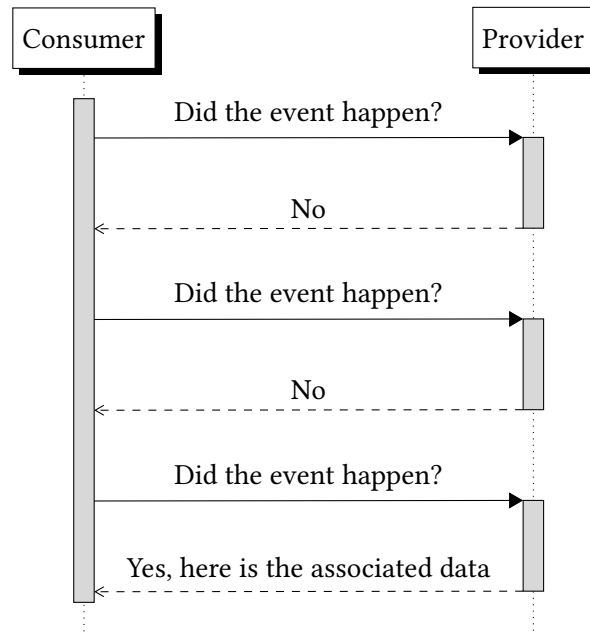 Consumer
Provider
Did the event happen?
No
Did the event happen?
No
Did the event happen?
Yes, here is the associated data